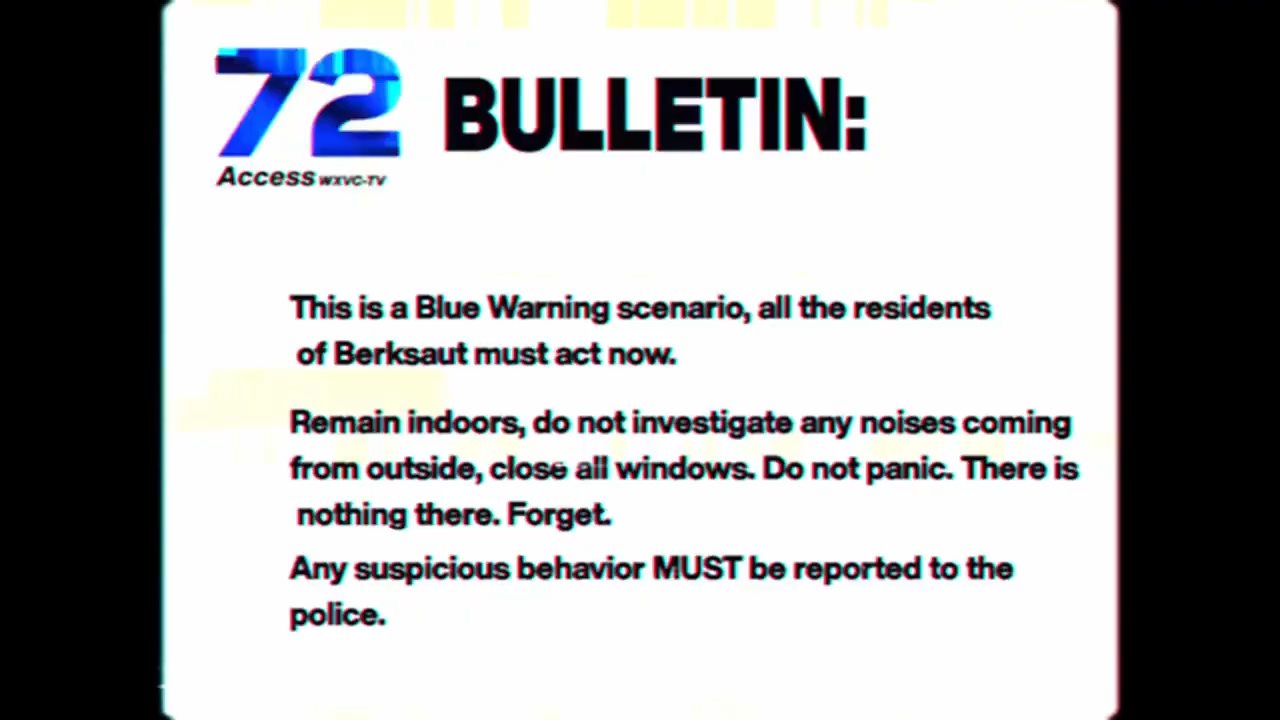 72 BULLETIN:
Access WXVC-TV
This is a Blue Warning scenario, all the residents
of Berksaut must act now.
Remain indoors, do not investigate any noises coming
from outside, close all windows. Do not panic. There is
nothing there. Forget.
Any suspicious behavior MUST be reported to the
police.